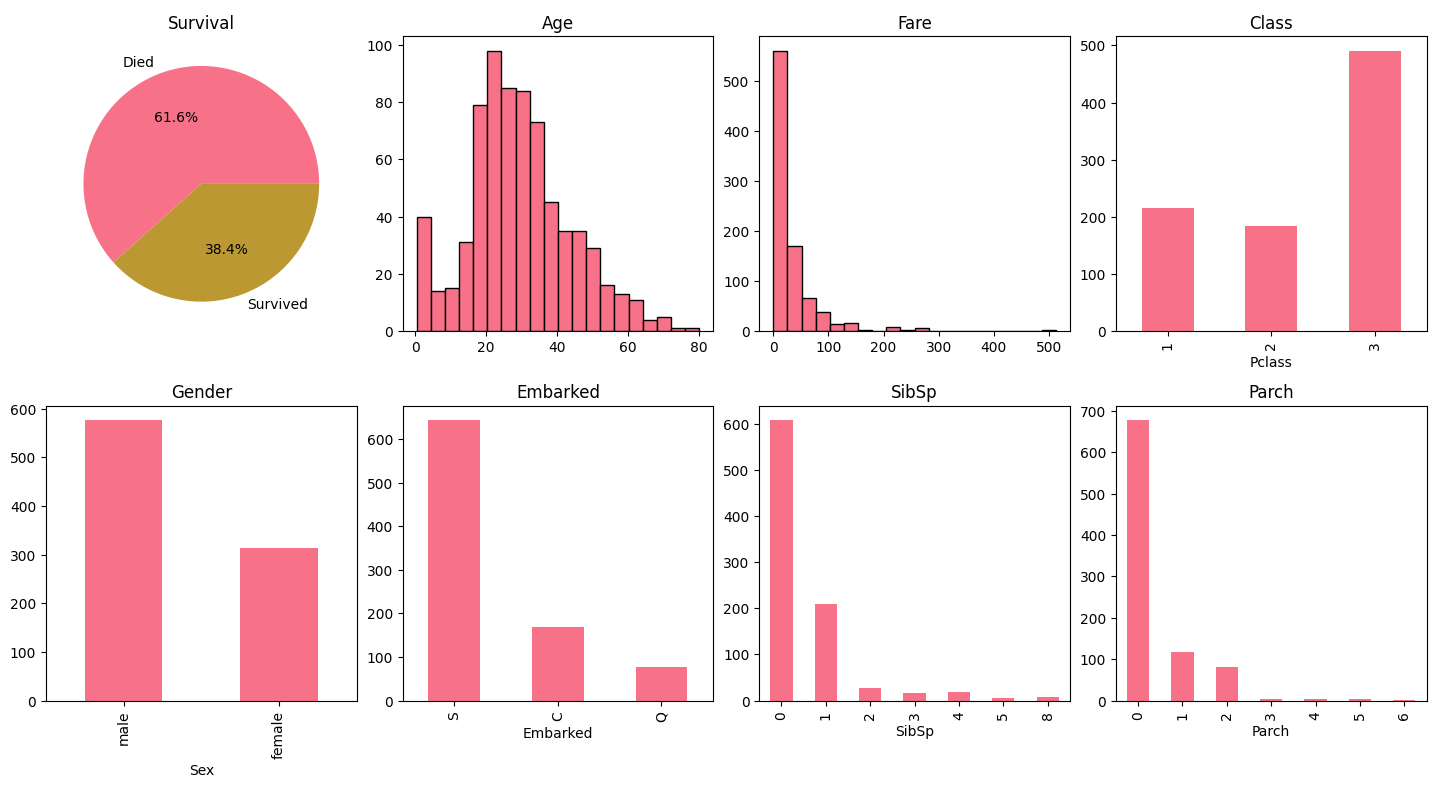 Survival
Died
61.6%
38.4%
Survived
Age
100
80
60
40
20
0
0 20 40 60 80
Fare
500
400
300
200
100
0
0 100 200 300 400 500
Class
500
400
300
200
100
0
1 2 3
Pclass
Gender
600
500
400
300
200
100
0
male female
Sex
Embarked
600
500
400
300
200
100
0
S C Q
Embarked
SibSp
600
500
400
300
200
100
0
0 1 2 3 4 5 8
SibSp
Parch
700
600
500
400
300
200
100
0
0 1 2 3 4 5 6
Parch